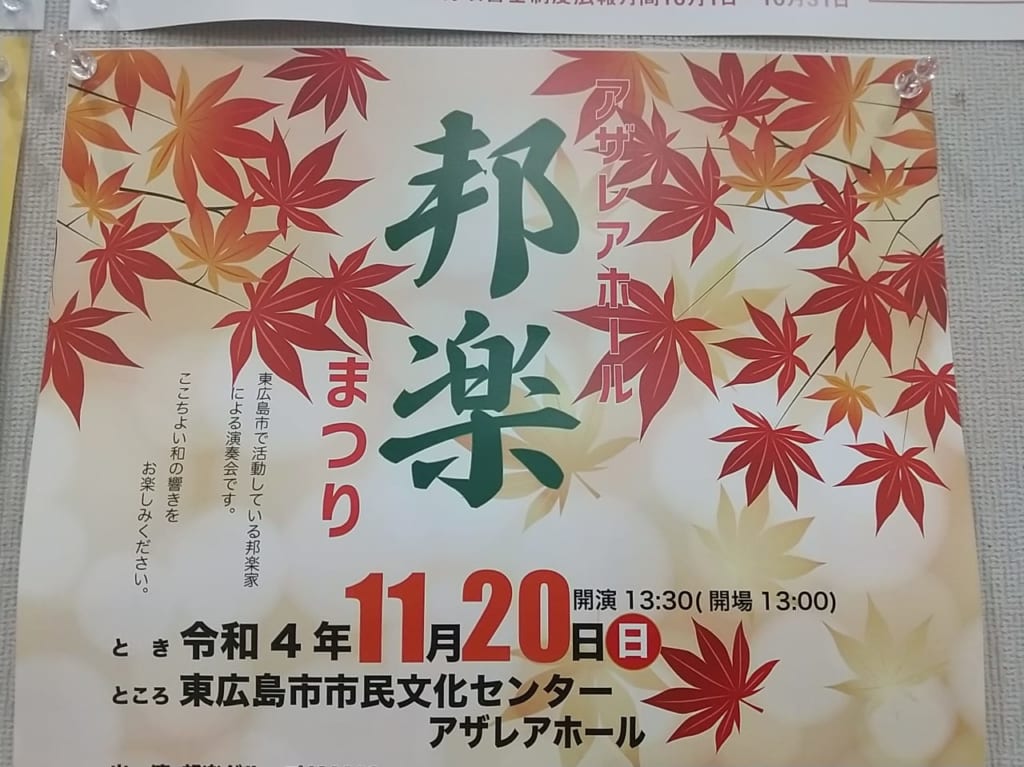 アザレアホール
邦楽
まつり
東広島市で活動している邦楽家
による演奏会です。
ここちよい和の響きを
お楽しみください。
とき 令和4年11月20日(日) 開演 13:30(開場 13:00)
ところ 東広島市市民文化センター
アザレアホール